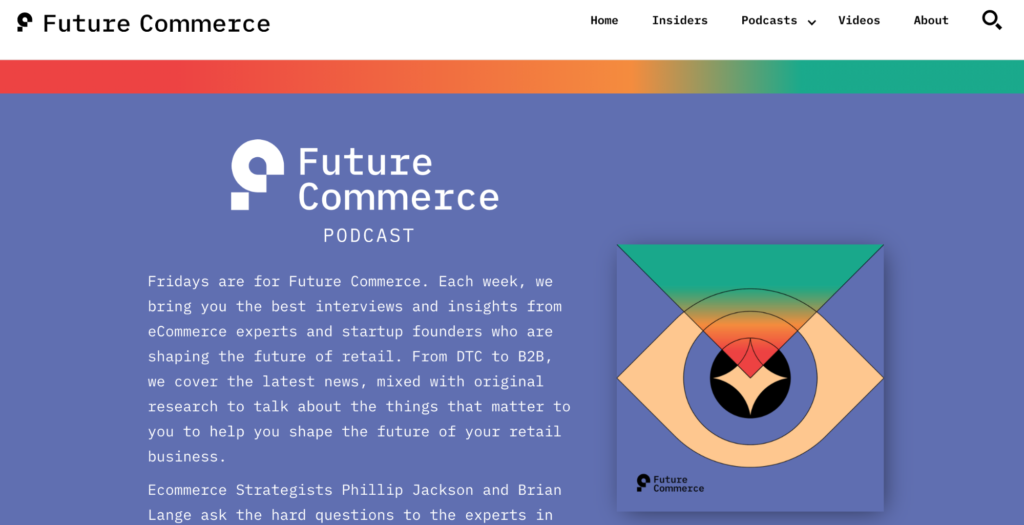 Future Commerce
Home Insiders Podcasts Videos About
Future
Commerce
PODCAST
Fridays are for Future Commerce. Each week, we
bring you the best interviews and insights from
eCommerce experts and startup founders who are
shaping the future of retail. From DTC to B2B,
we cover the latest news, mixed with original
research to talk about the things that matter to
you to help you shape the future of your retail
business.
Ecommerce Strategists Phillip Jackson and Brian
Lange ask the hard questions to the experts in
Future
Commerce